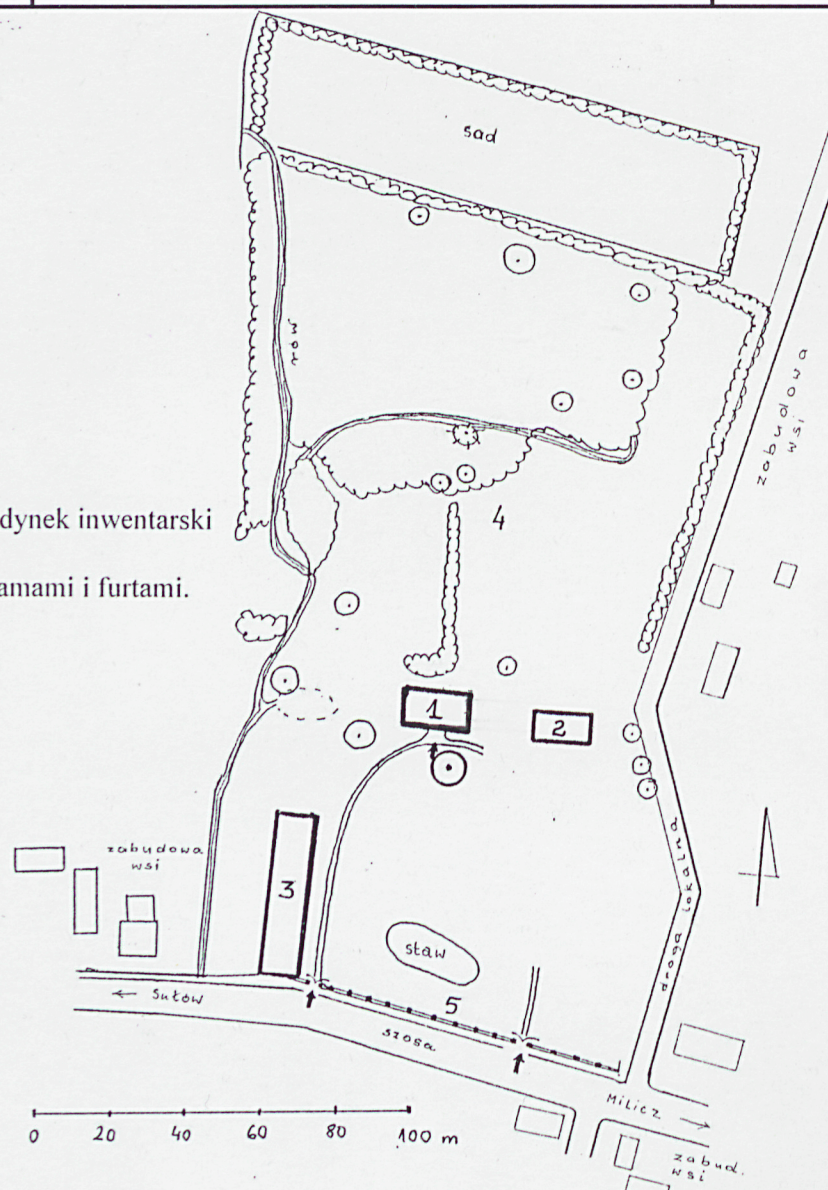 sad
rów
zabudowa
wsi
4
dynek inwentarski
amami i furtami.
1
2
zabudowa
wsi
3
droga lokalna
staw
5
← Sułów
szosa
Milicz →
0 20 40 60 80 100 m
zabud.
wsi